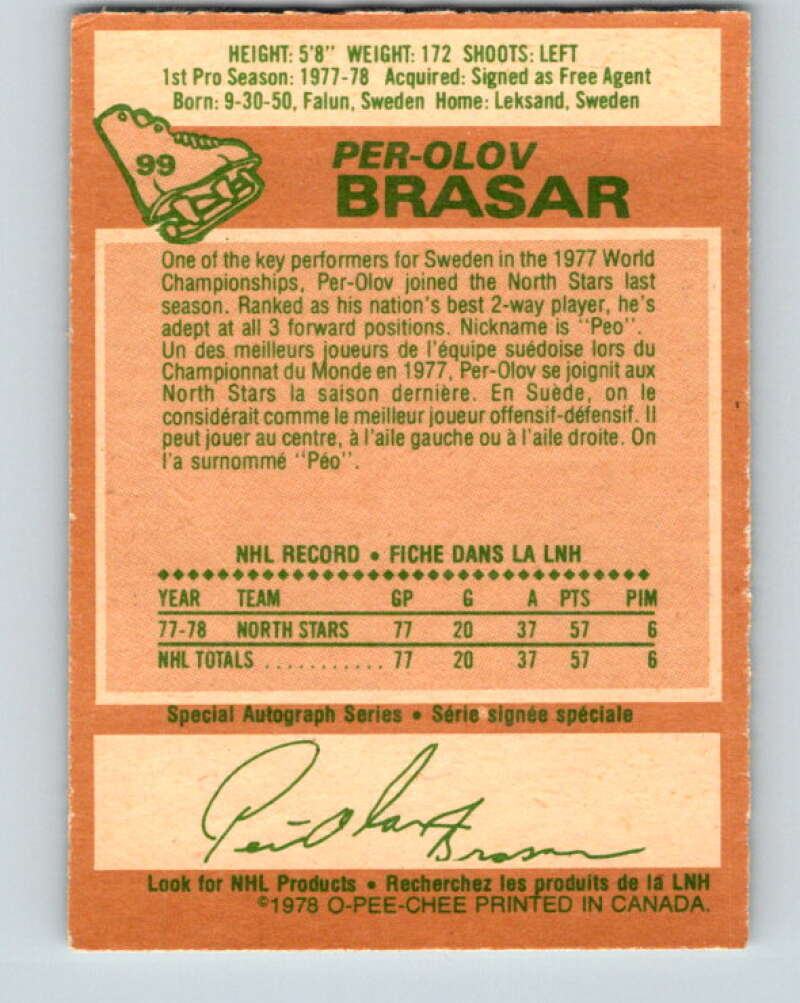 HEIGHT: 5'8" WEIGHT: 172 SHOOTS: LEFT
1st Pro Season: 1977-78 Acquired: Signed as Free Agent
Born: 9-30-50, Falun, Sweden Home: Leksand, Sweden
99
PER-OLOV
BRASAR
One of the key performers for Sweden in the 1977 World
Championships, Per-Olov joined the North Stars last
season. Ranked as his nation's best 2-way player, he's
adept at all 3 forward positions. Nickname is "Peo".
Un des meilleurs joueurs de l'équipe suédoise lors du
Championnat du Monde en 1977, Per-Olov se joignit aux
North Stars la saison dernière. En Suède, on le
considérait comme le meilleur joueur offensif-défensif. Il
peut jouer au centre, à l'aile gauche ou à l'aile droite. On
l'a surnommé "Péo".
NHL RECORD • FICHE DANS LA LNH
YEAR TEAM GP G A PTS PIM
77-78 NORTH STARS 77 20 37 57 6
NHL TOTALS ........... 77 20 37 57 6
Special Autograph Series • Série signée spéciale
Per-Olov Brasar
Look for NHL Products • Recherchez les produits de la LNH
©1978 O-PEE-CHEE PRINTED IN CANADA.